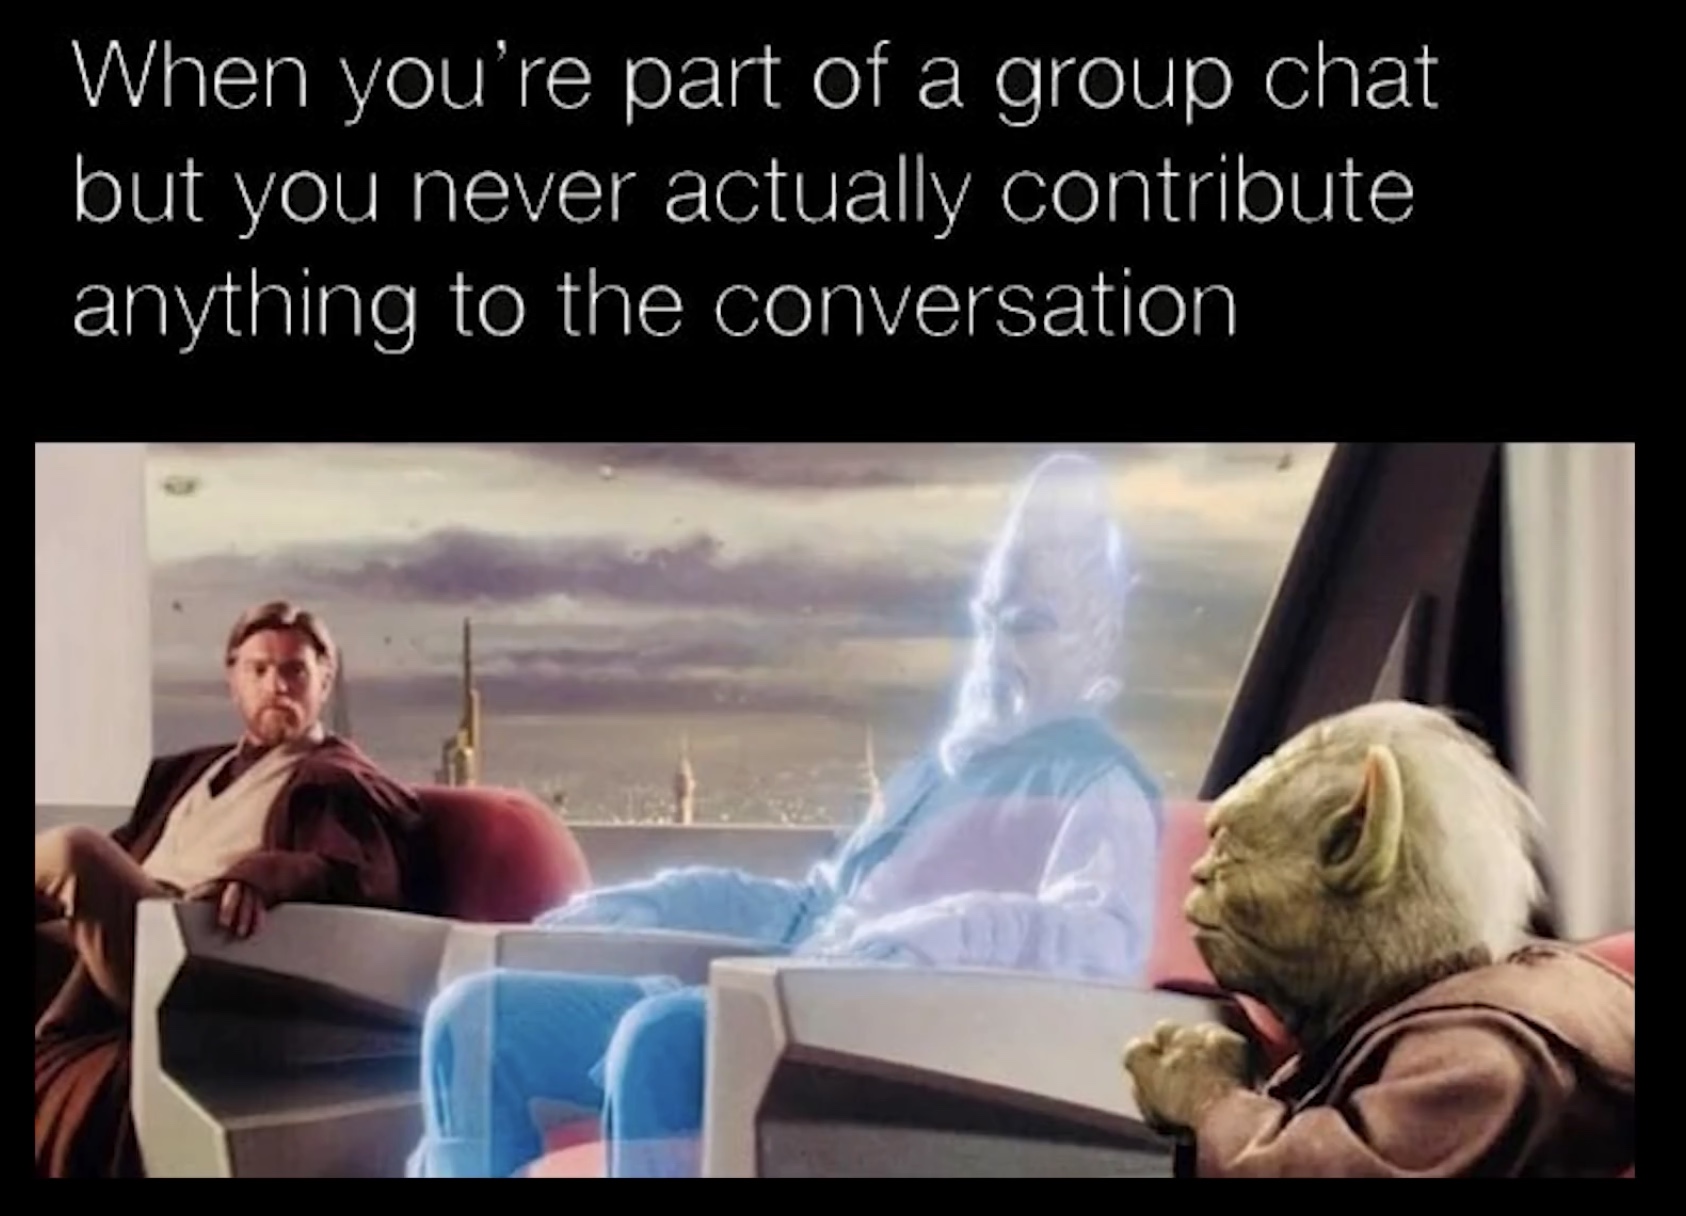 When you're part of a group chat
but you never actually contribute
anything to the conversation